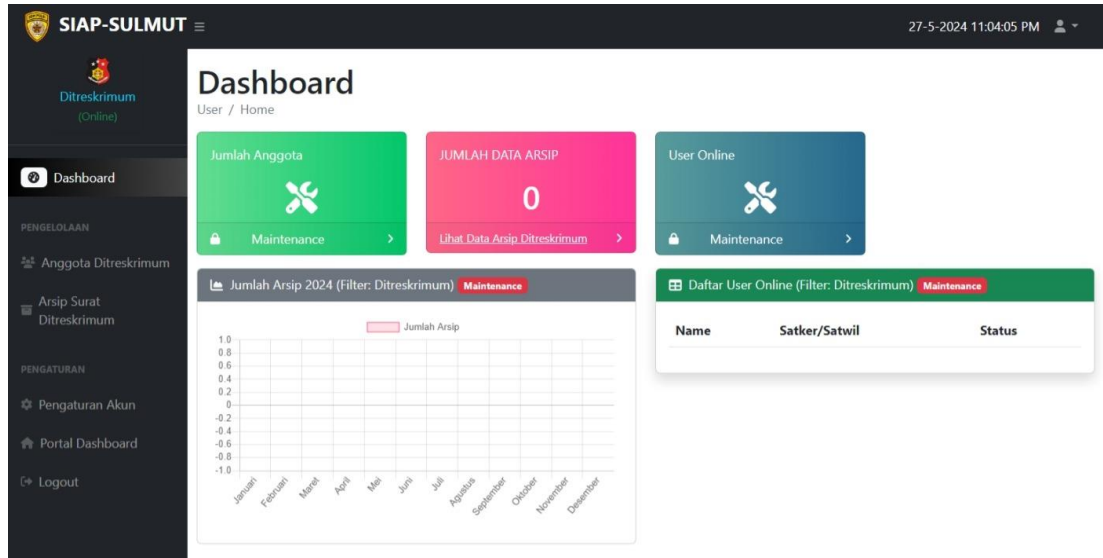 SIAP-SULMUT
27-5-2024 11:04:05 PM
Ditreskrimum
(Online)
Dashboard
PENGELOLAAN
Anggota Ditreskrimum
Arsip Surat
Ditreskrimum
PENGATURAN
Pengaturan Akun
Portal Dashboard
Logout
Dashboard
User / Home
Jumlah Anggota
Maintenance
JUMLAH DATA ARSIP
0
Lihat Data Arsip Ditreskrimum
User Online
Maintenance
Jumlah Arsip 2024 (Filter: Ditreskrimum) Maintenance
Jumlah Arsip
1.0
0.8
0.6
0.4
0.2
0
-0.2
-0.4
-0.6
-0.8
-1.0
Januari Februari Maret April Mei Juni Juli Agustus September Oktober November Desember
Daftar User Online (Filter: Ditreskrimum) Maintenance
Name Satker/Satwil Status